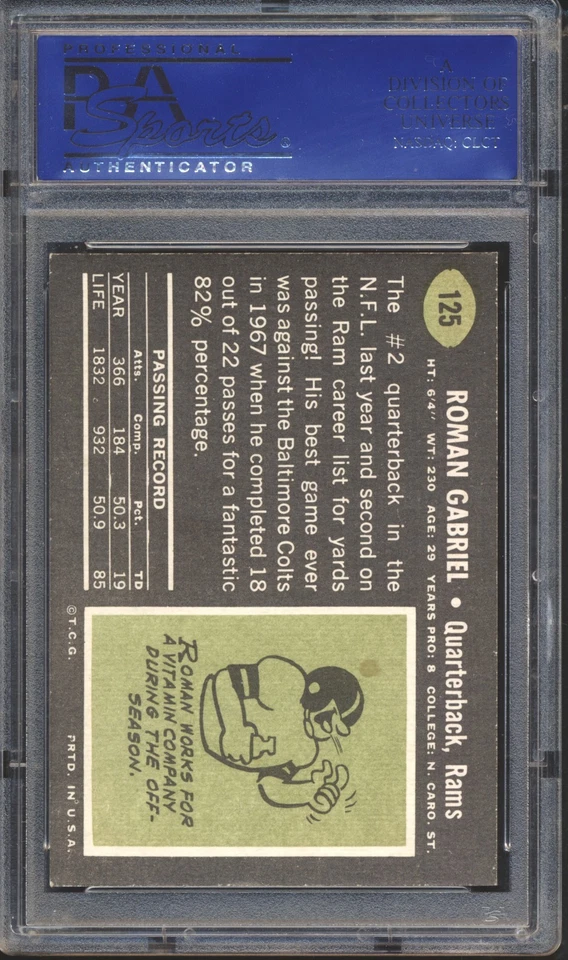 PROFESSIONAL
PSA
Sports
AUTHENTICATOR
A
DIVISION OF
COLLECTORS
UNIVERSE
NASDAQ: CLCT
125
ROMAN GABRIEL • Quarterback, Rams
HT: 6'4" WT: 230 AGE: 29 YEARS PRO: 8 COLLEGE: N. CARO. ST.
The #2 quarterback in the
N.F.L. last year and second on
the Ram career list for yards
passing! His best game ever
was against the Baltimore Colts
in 1967 when he completed 18
out of 22 passes for a fantastic
82% percentage.
PASSING RECORD
Atts. Comp. Pct. TD
YEAR 366 184 50.3 19
LIFE 1832 932 50.9 85
ROMAN WORKS FOR
A VITAMIN COMPANY
DURING THE OFF-
SEASON.
© T.C.G. PRTD. IN U.S.A.